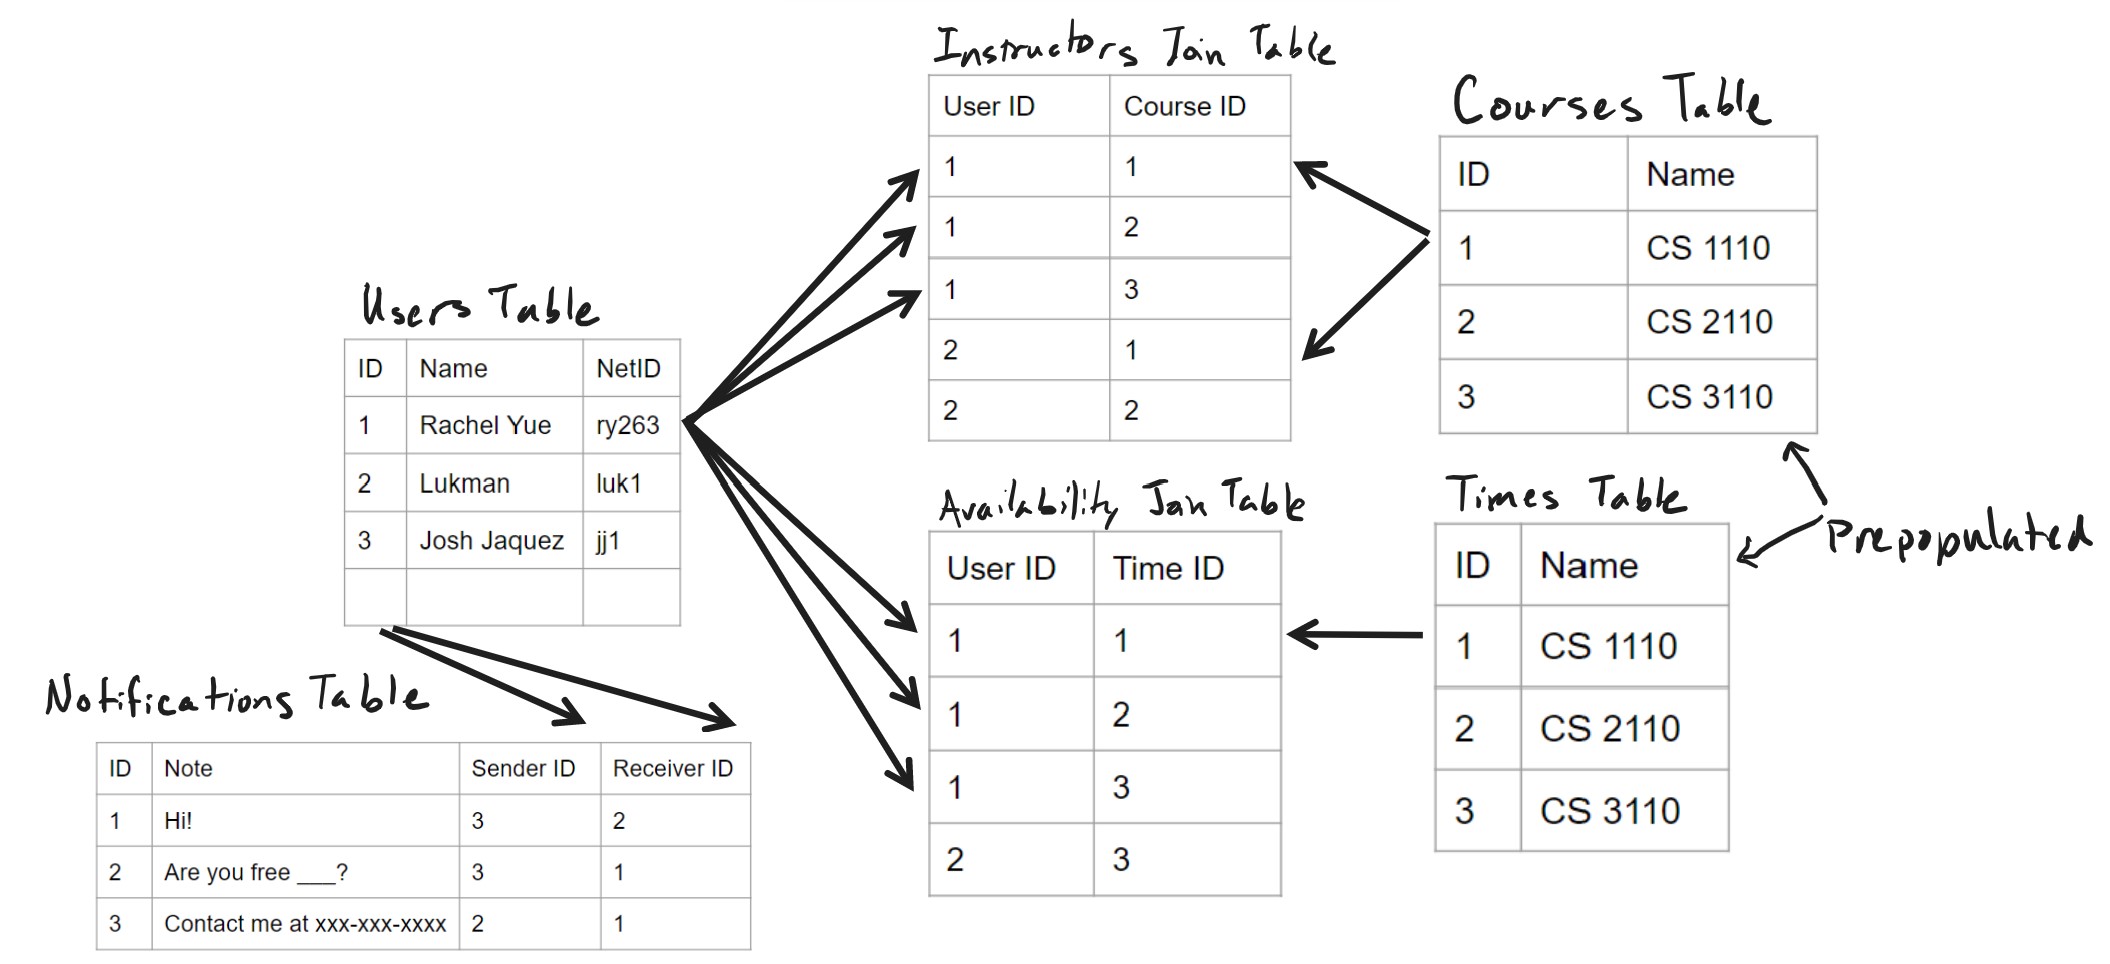 Instructors Join Table
User ID Course ID
1 1
1 2
1 3
2 1
2 2
Courses Table
ID Name
1 CS 1110
2 CS 2110
3 CS 3110
Users Table
ID Name NetID
1 Rachel Yue ry263
2 Lukman luk1
3 Josh Jaquez jj1
Availability Join Table
User ID Time ID
1 1
1 2
1 3
2 3
Times Table
ID Name
1 CS 1110
2 CS 2110
3 CS 3110
Prepopulated
Notifications Table
ID Note Sender ID Receiver ID
1 Hi! 3 2
2 Are you free ___? 3 1
3 Contact me at xxx-xxx-xxxx 2 1